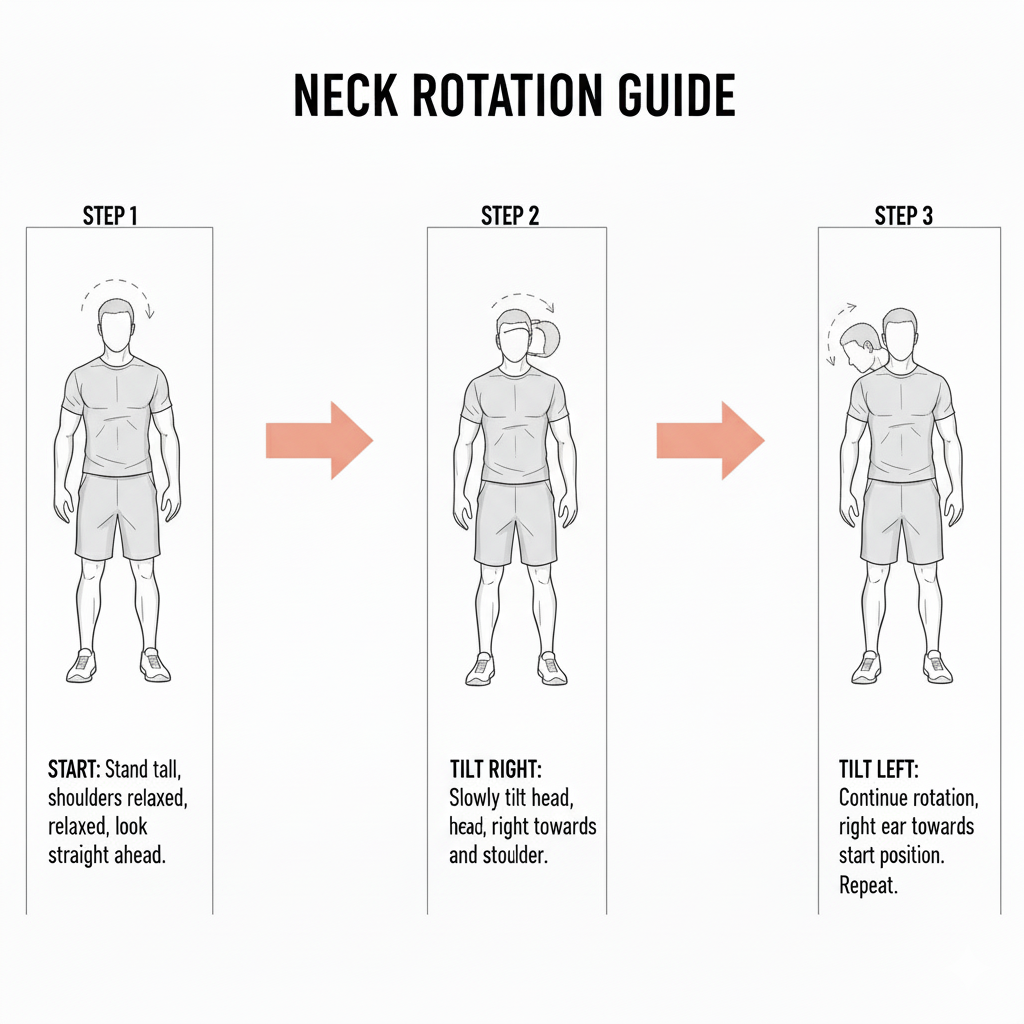 NECK ROTATION GUIDE
STEP 1
STEP 2
STEP 3
START: Stand tall,
shoulders relaxed,
relaxed, look
straight ahead.
TILT RIGHT:
Slowly tilt head,
head, right towards
and stoulder.
TILT LEFT:
Continue rotation,
right ear towards
start position.
Repeat.